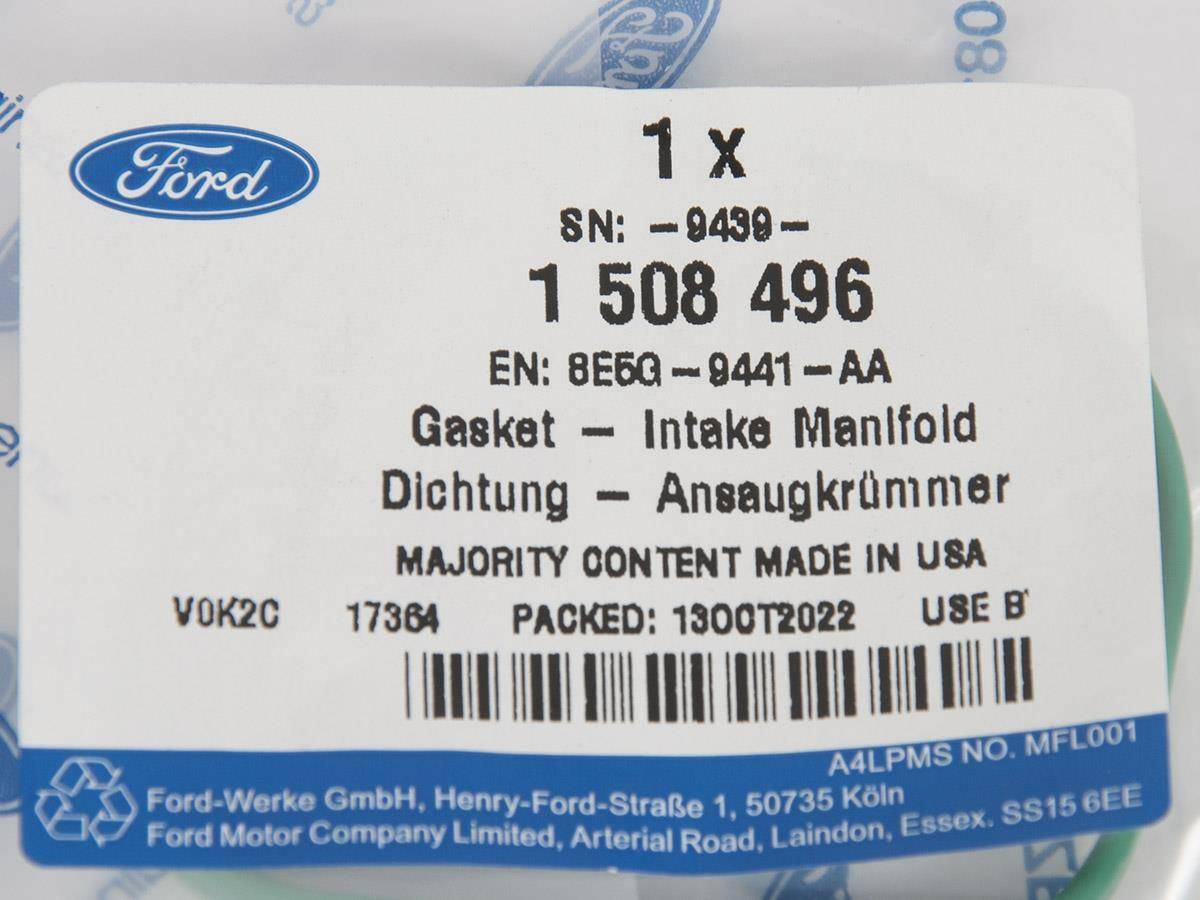 Ford
1 x
SN: -9439-
1 508 496
EN: 8E5G-9441-AA
Gasket - Intake Manifold
Dichtung - Ansaugkrümmer
MAJORITY CONTENT MADE IN USA
V0K2C 17364 PACKED: 13OCT2022 USE B
A4LPMS NO. MFL001
Ford-Werke GmbH, Henry-Ford-Straße 1, 50735 Köln
Ford Motor Company Limited, Arterial Road, Laindon, Essex. SS15 6EE